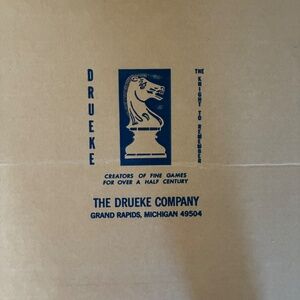 DRUEKE
THE KNIGHT TO REMEMBER
CREATORS OF FINE GAMES
FOR OVER A HALF CENTURY
THE DRUEKE COMPANY
GRAND RAPIDS, MICHIGAN 49504